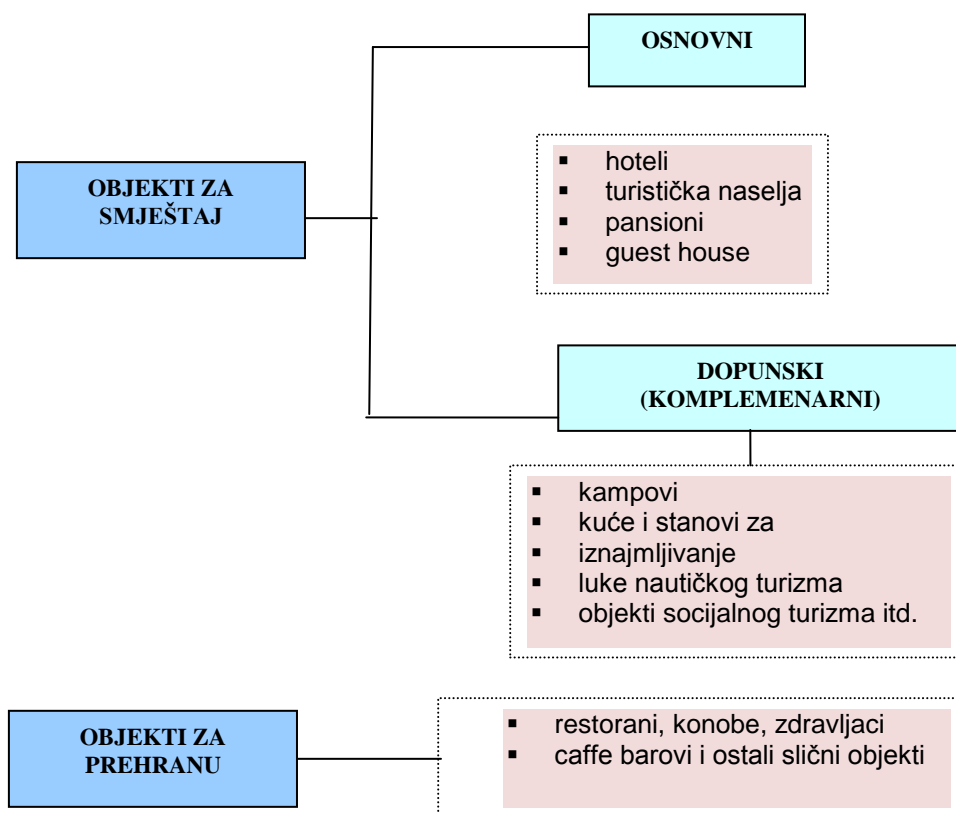 OSNOVNI
▪ hoteli
▪ turistička naselja
▪ pansioni
▪ guest house
OBJEKTI ZA
SMJEŠTAJ
DOPUNSKI
(KOMPLEMENARNI)
▪ kampovi
▪ kuće i stanovi za
▪ iznajmljivanje
▪ luke nautičkog turizma
▪ objekti socijalnog turizma itd.
OBJEKTI ZA
PREHRANU
▪ restorani, konobe, zdravljaci
▪ caffe barovi i ostali slični objekti